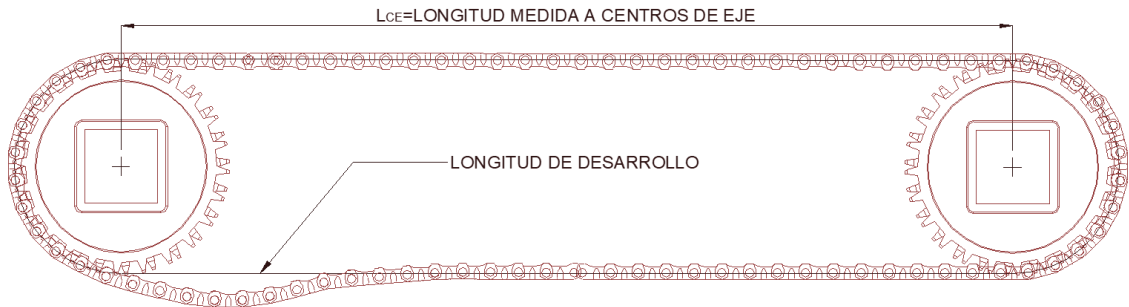 LCE=LONGITUD MEDIDA A CENTROS DE EJE
LONGITUD DE DESARROLLO